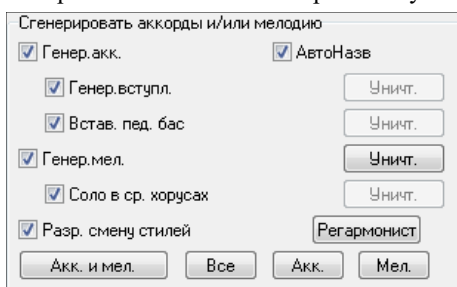 Сгенерировать аккорды и/или мелодию
Генер.акк. АвтоНазв
Генер.вступл. Уничт.
Встав. пед. бас Уничт.
Генер.мел. Уничт.
Соло в ср. хорусах Уничт.
Разр. смену стилей Регармонист
Акк. и мел. Все Акк. Мел.